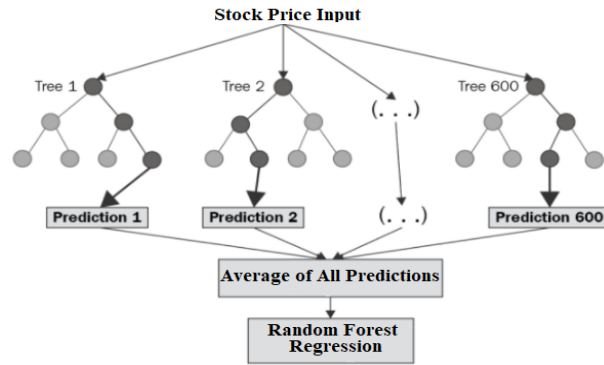 Stock Price Input
Tree 1
Tree 2
Tree 600
(. . .)
Prediction 1
Prediction 2
(. . .)
Prediction 600
Average of All Predictions
Random Forest
Regression